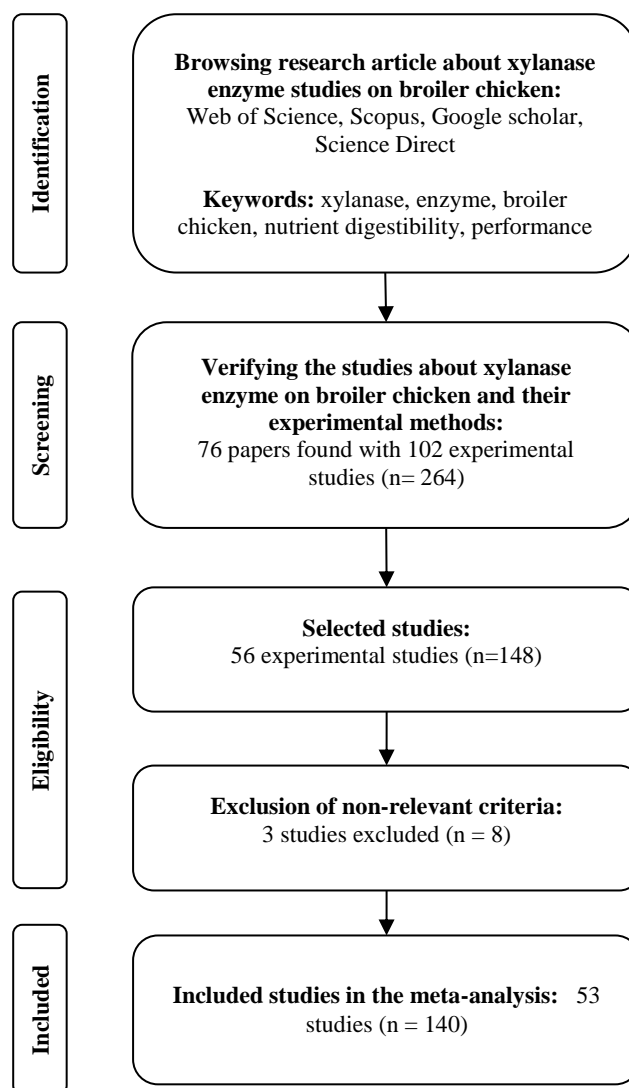 Identification
Browsing research article about xylanase
enzyme studies on broiler chicken:
Web of Science, Scopus, Google scholar,
Science Direct
Keywords: xylanase, enzyme, broiler
chicken, nutrient digestibility, performance
Screening
Verifying the studies about xylanase
enzyme on broiler chicken and their
experimental methods:
76 papers found with 102 experimental
studies (n= 264)
Eligibility
Selected studies:
56 experimental studies (n=148)
Exclusion of non-relevant criteria:
3 studies excluded (n = 8)
Included
Included studies in the meta-analysis: 53
studies (n = 140)